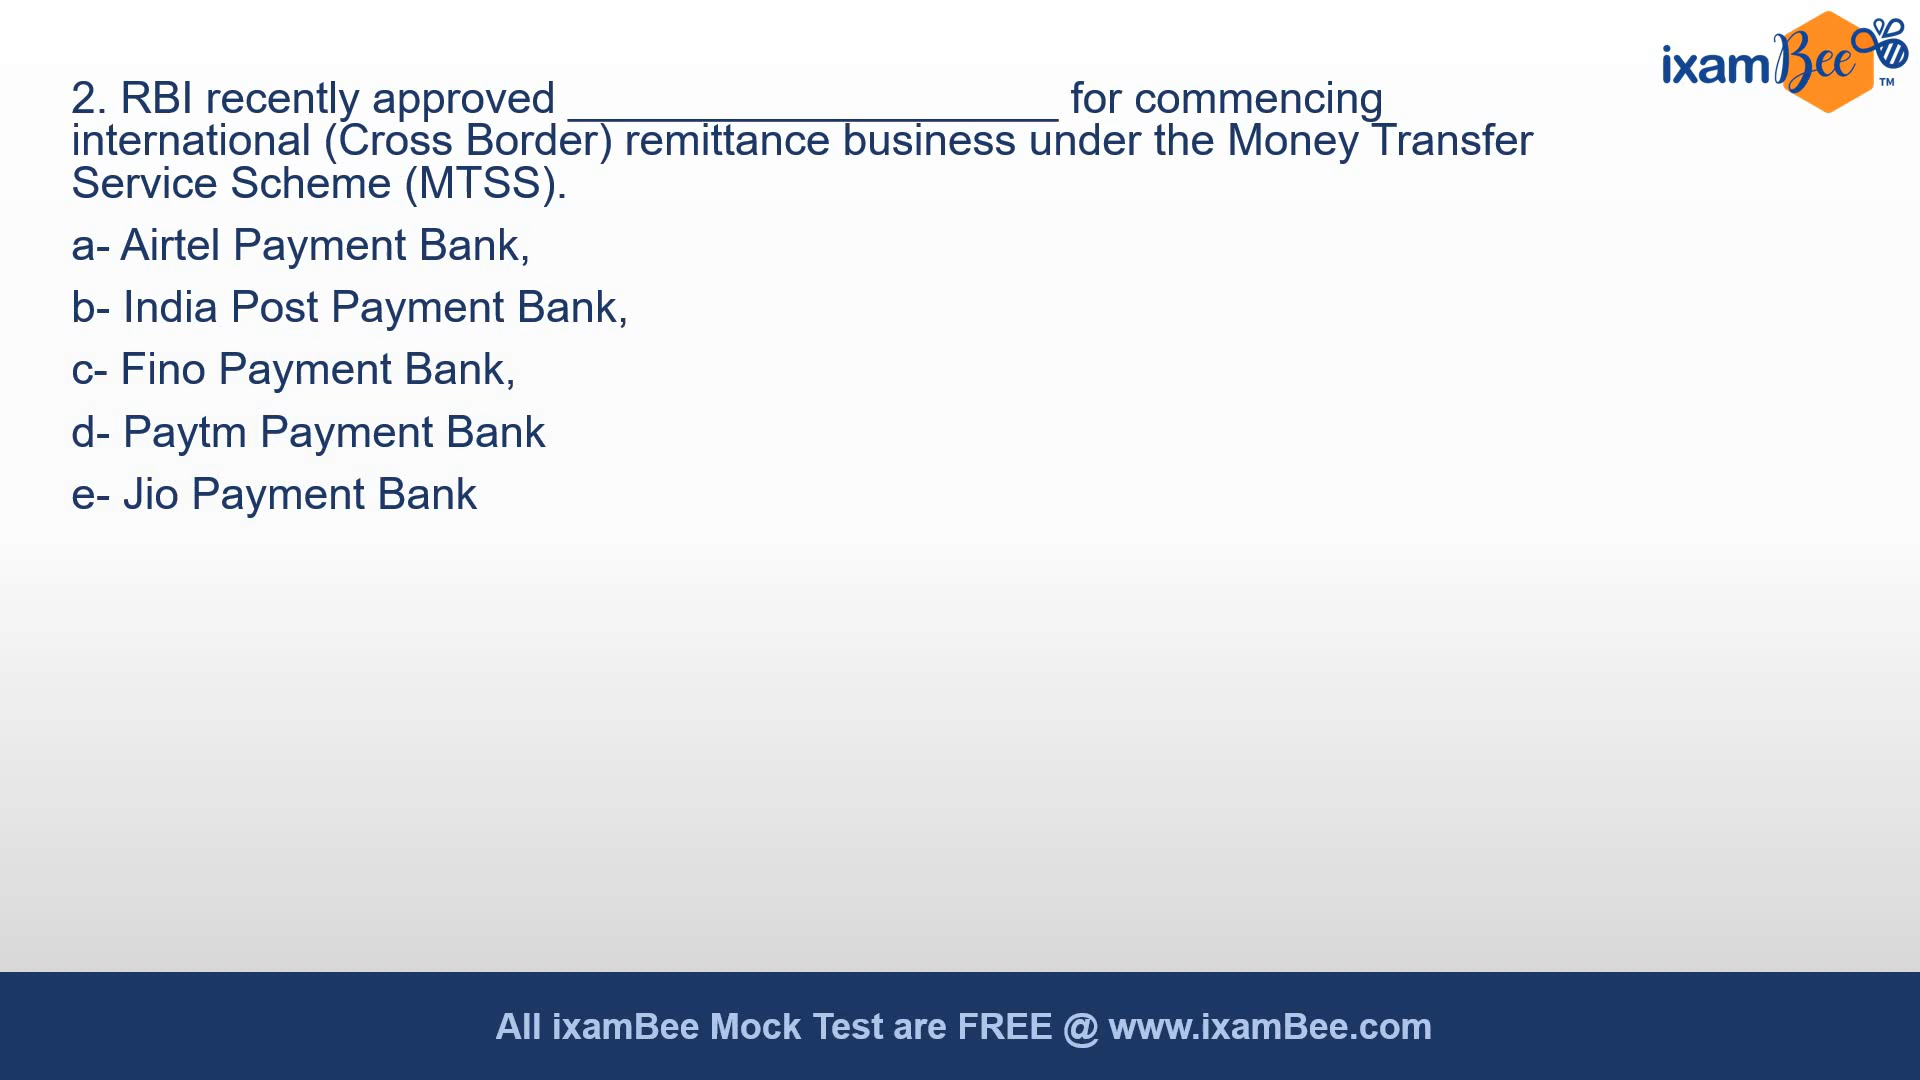 ixamBee™
2. RBI recently approved ____________________ for commencing
international (Cross Border) remittance business under the Money Transfer
Service Scheme (MTSS).
a- Airtel Payment Bank,
b- India Post Payment Bank,
c- Fino Payment Bank,
d- Paytm Payment Bank
e- Jio Payment Bank
All ixamBee Mock Test are FREE @ www.ixamBee.com